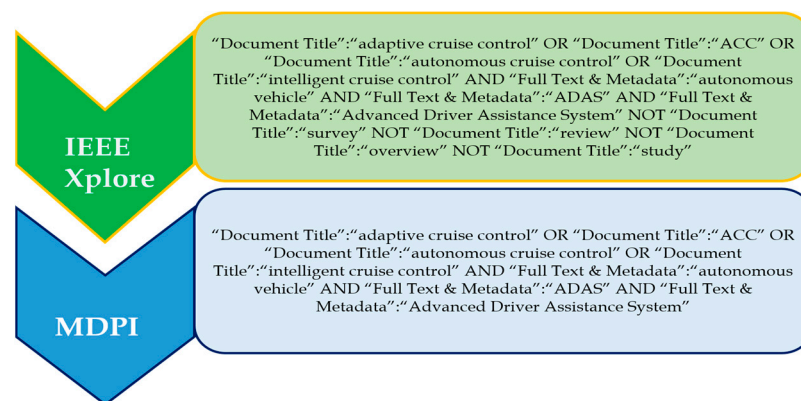 “Document Title”:“adaptive cruise control” OR “Document Title”:“ACC” OR
“Document Title”:“autonomous cruise control” OR “Document
Title”:“intelligent cruise control” AND “Full Text & Metadata”:“autonomous
vehicle” AND “Full Text & Metadata”:“ADAS” AND “Full Text &
Metadata”:“Advanced Driver Assistance System” NOT “Document
Title”:“survey” NOT “Document Title”:“review” NOT “Document
Title”:“overview” NOT “Document Title”:“study”
IEEE
Xplore
“Document Title”:“adaptive cruise control” OR “Document Title”:“ACC” OR
“Document Title”:“autonomous cruise control” OR “Document
Title”:“intelligent cruise control” AND “Full Text & Metadata”:“autonomous
vehicle” AND “Full Text & Metadata”:“ADAS” AND “Full Text &
Metadata”:“Advanced Driver Assistance System”
MDPI